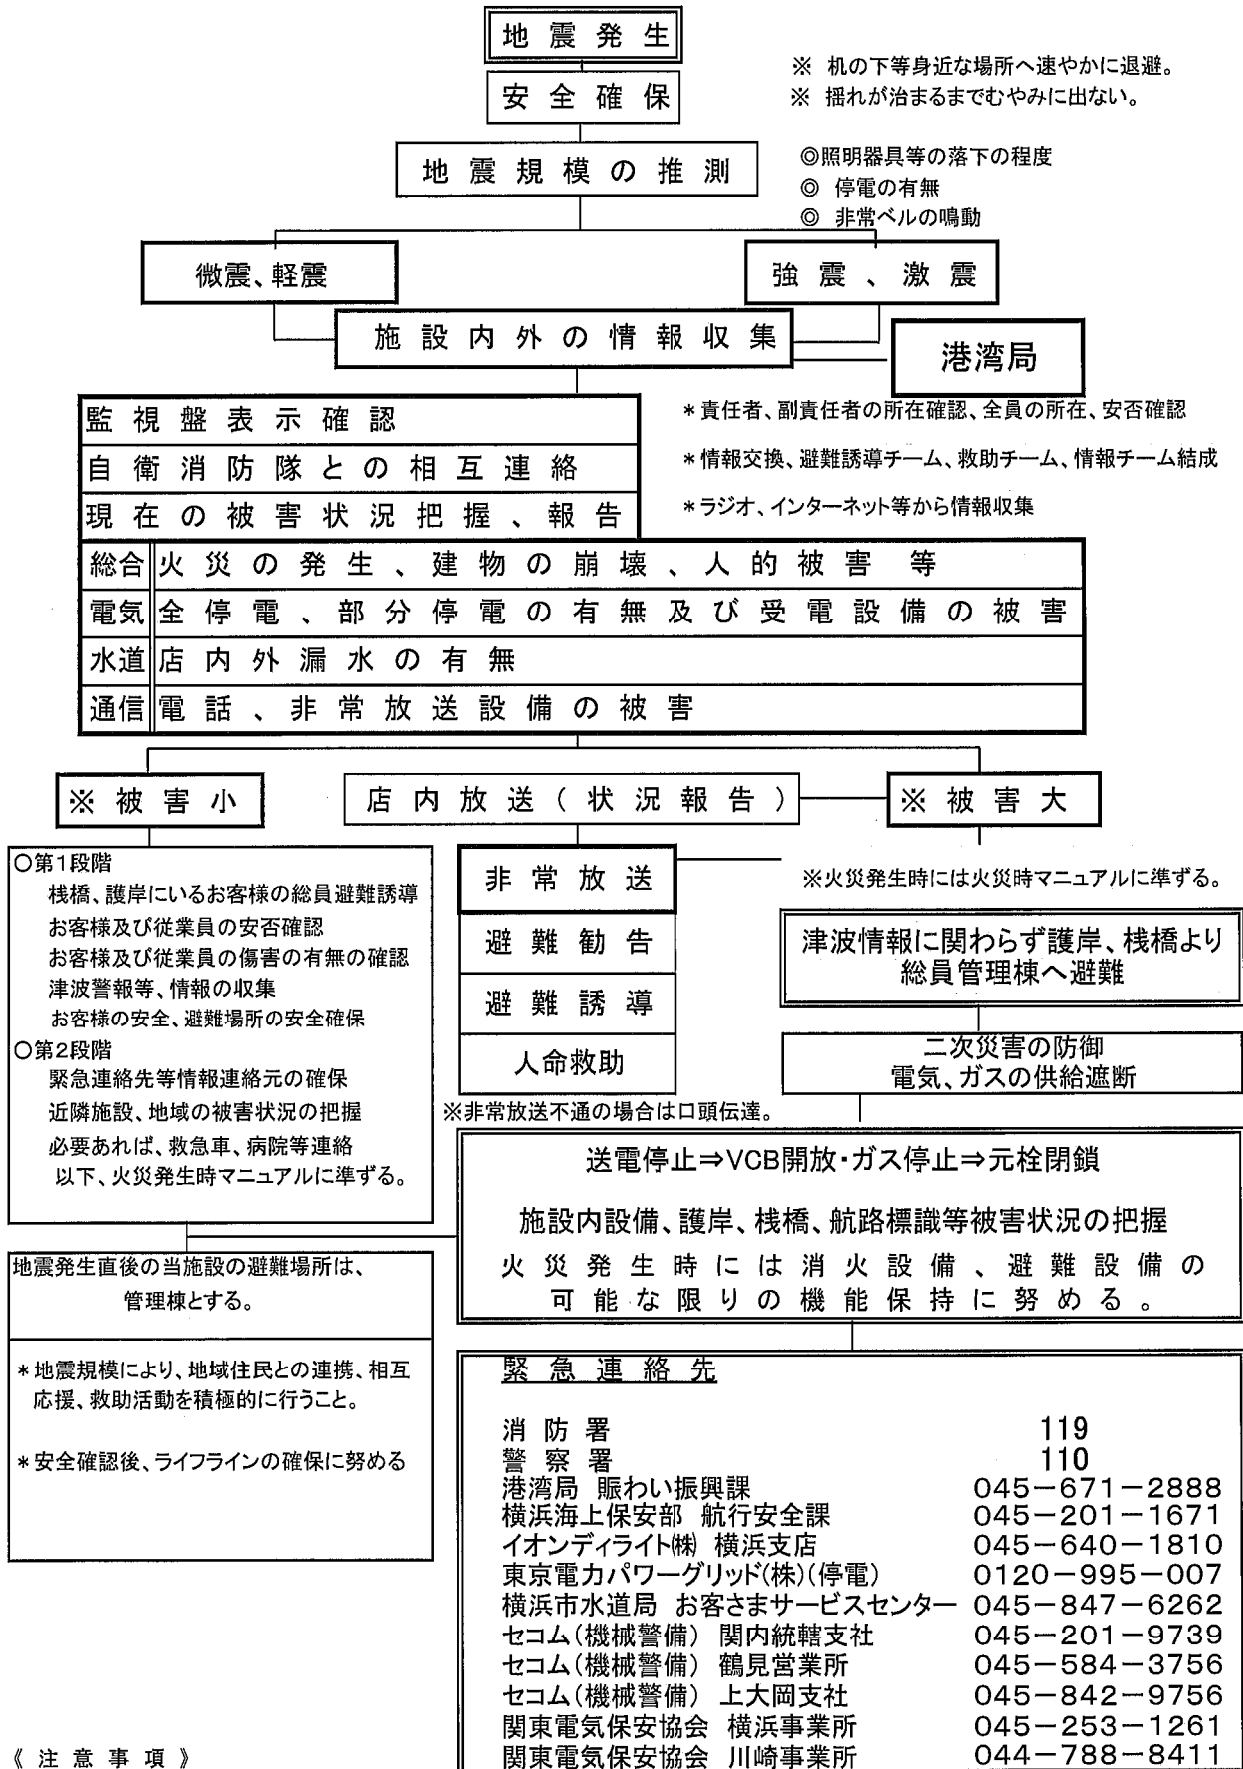 地震発生
※ 机の下等身近な場所へ速やかに退避。
安全確保
※ 揺れが治まるまでむやみに出ない。
地震規模の推測
◎照明器具等の落下の程度
◎ 停電の有無
◎ 非常ベルの鳴動
微震、軽震
強震、激震
施設内外の情報収集
港湾局
監視盤表示確認
*責任者、副責任者の所在確認、全員の所在、安否確認
自衛消防隊との相互連絡
*情報交換、避難誘導チーム、救助チーム、情報チーム結成
現在の被害状況把握、報告
*ラジオ、インターネット等から情報収集
総合 火災の発生、建物の崩壊、人的被害 等
電気 全停電、部分停電の有無及び受電設備の被害
水道 店内外漏水の有無
通信 電話、非常放送設備の被害
※被害小
店内放送(状況報告)
※被害大
○第1段階
桟橋、護岸にいるお客様の総員避難誘導
お客様及び従業員の安否確認
お客様及び従業員の傷害の有無の確認
津波警報等、情報の収集
お客様の安全、避難場所の安全確保
○第2段階
緊急連絡先等情報連絡元の確保
近隣施設、地域の被害状況の把握
必要あれば、救急車、病院等連絡
以下、火災発生時マニュアルに準ずる。
非常放送
避難勧告
避難誘導
人命救助
※非常放送不通の場合は口頭伝達。
※火災発生時には火災時マニュアルに準ずる。
津波情報に関わらず護岸、桟橋より
総員管理棟へ避難
二次災害の防御
電気、ガスの供給遮断
送電停止⇒VCB開放・ガス停止⇒元栓閉鎖
施設内設備、護岸、桟橋、航路標識等被害状況の把握
火災発生時には消火設備、避難設備の
可能な限りの機能保持に努める。
地震発生直後の当施設の避難場所は、
管理棟とする。
*地震規模により、地域住民との連携、相互
応援、救助活動を積極的に行うこと。
*安全確認後、ライフラインの確保に努める
緊急連絡先
消防署 119
警察署 110
港湾局 賑わい振興課 045-671-2888
横浜海上保安部 航行安全課 045-201-1671
イオンディライト㈱ 横浜支店 045-640-1810
東京電力パワーグリッド(株)(停電) 0120-995-007
横浜市水道局 お客さまサービスセンター 045-847-6262
セコム(機械警備) 関内統轄支社 045-201-9739
セコム(機械警備) 鶴見営業所 045-584-3756
セコム(機械警備) 上大岡支社 045-842-9756
関東電気保安協会 横浜事業所 045-253-1261
関東電気保安協会 川崎事業所 044-788-8411
《注意事項》